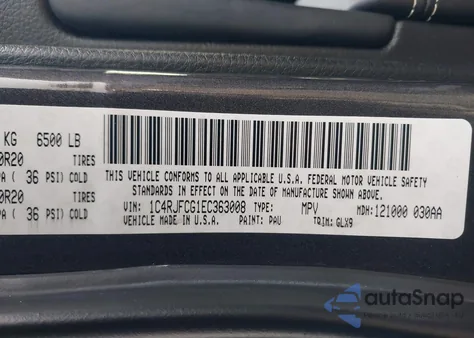 KG 6500 LB
0R20 TIRES
PA ( 36 PSI) COLD
0R20 TIRES
PA ( 36 PSI) COLD
THIS VEHICLE CONFORMS TO ALL APPLICABLE U.S.A. FEDERAL MOTOR VEHICLE SAFETY
STANDARDS IN EFFECT ON THE DATE OF MANUFACTURE SHOWN ABOVE.
VIN: 1C4RJFCG1EC363008 TYPE: MPV MDH: 121000 030AA
VEHICLE MADE IN U.S.A. PAINT: PAU TRIM: GLX9
autoSnap